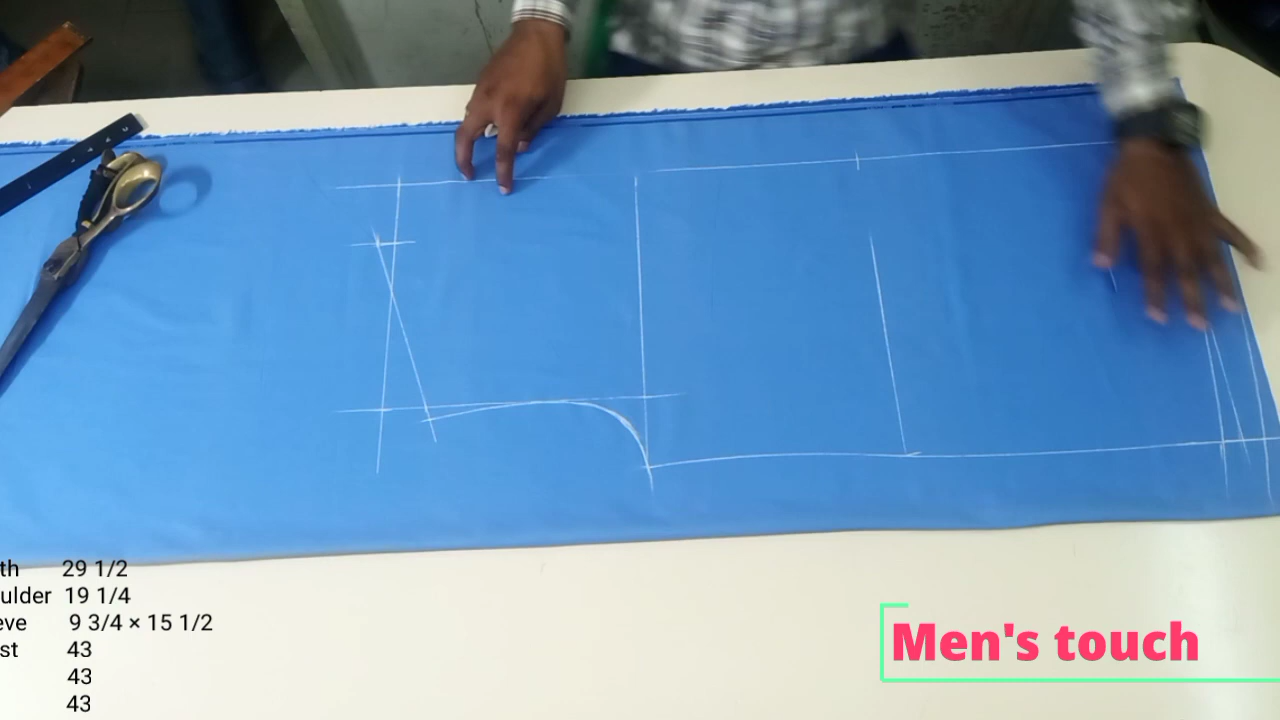 th 29 1/2
ulder 19 1/4
eve 9 3/4 × 15 1/2
st 43
43
43
Men's touch